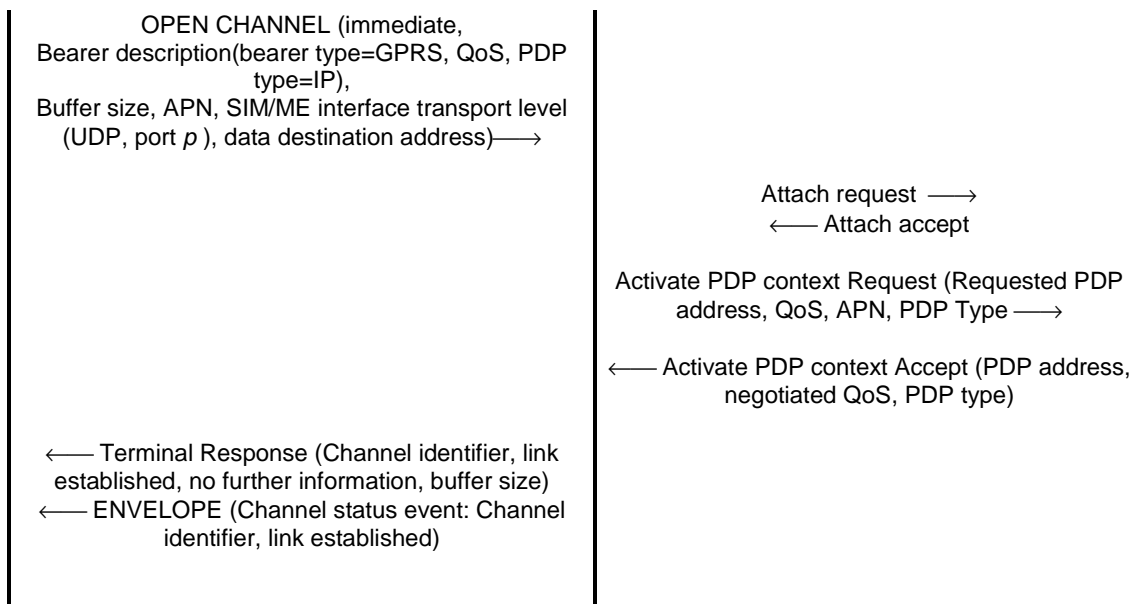 OPEN CHANNEL (immediate,
Bearer description(bearer type=GPRS, QoS, PDP
type=IP),
Buffer size, APN, SIM/ME interface transport level
(UDP, port p ), data destination address)⟶
Attach request ⟶
⟵ Attach accept
Activate PDP context Request (Requested PDP
address, QoS, APN, PDP Type ⟶
⟵ Activate PDP context Accept (PDP address,
negotiated QoS, PDP type)
⟵ Terminal Response (Channel identifier, link
established, no further information, buffer size)
⟵ ENVELOPE (Channel status event: Channel
identifier, link established)